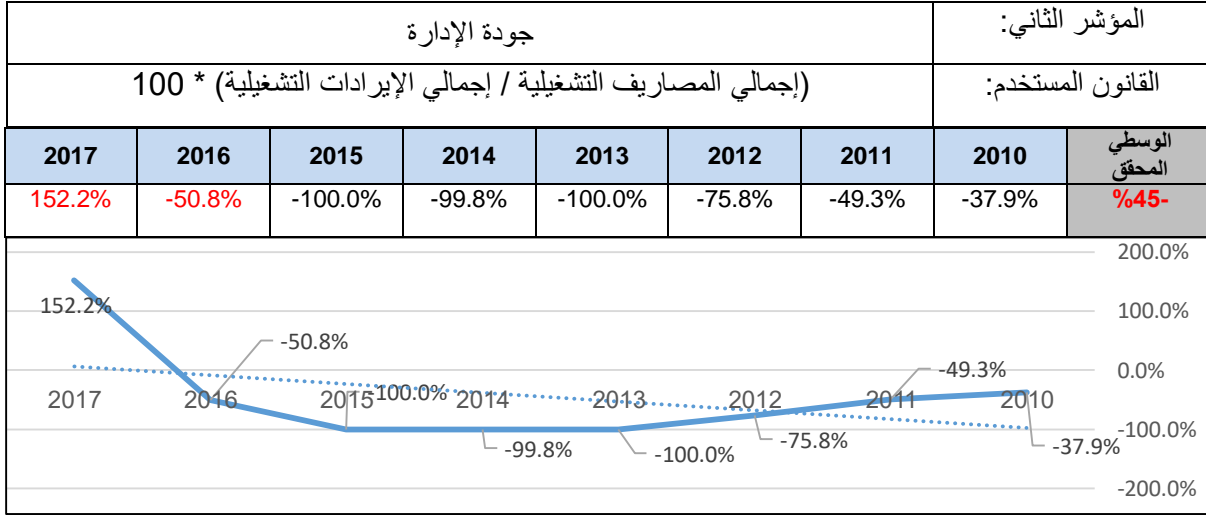 المؤشر الثاني: جودة الإدارة
القانون المستخدم: (إجمالي المصاريف التشغيلية / إجمالي الإيرادات التشغيلية) * 100
الوسطي المحقق 2010 2011 2012 2013 2014 2015 2016 2017
%45- -37.9% -49.3% -75.8% -100.0% -99.8% -100.0% -50.8% 152.2%
200.0%
152.2% 100.0%
-50.8% -49.3% 0.0%
2017 2016 2015 -100.0% 2014 2013 2012 2011 2010
-99.8% -100.0% -75.8% -37.9% -100.0%
-200.0%